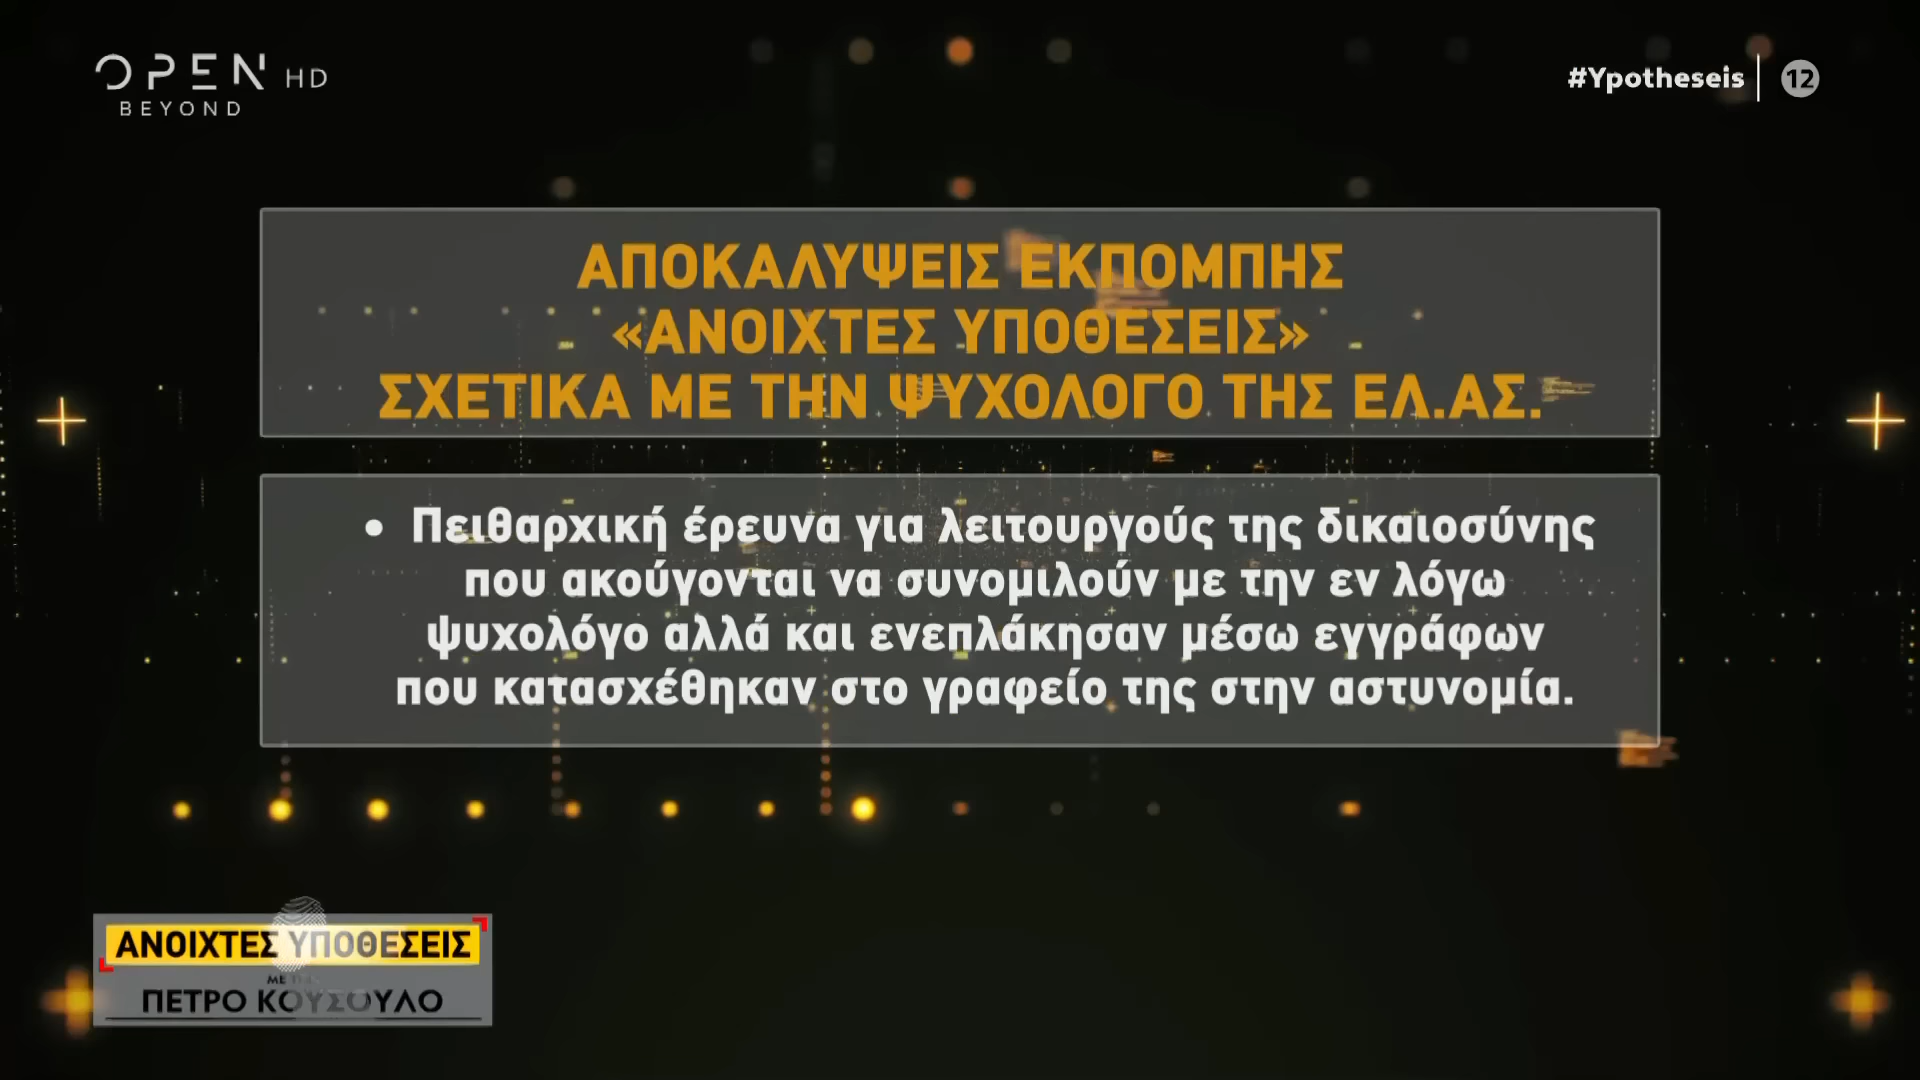 OPEN HD
BEYOND
#Ypotheseis
12
ΑΠΟΚΑΛΥΨΕΙΣ ΕΚΠΟΜΠΗΣ
«ΑΝΟΙΧΤΕΣ ΥΠΟΘΕΣΕΙΣ»
ΣΧΕΤΙΚΑ ΜΕ ΤΗΝ ΨΥΧΟΛΟΓΟ ΤΗΣ ΕΛ.ΑΣ.
• Πειθαρχική έρευνα για λειτουργούς της δικαιοσύνης
που ακούγονται να συνομιλούν με την εν λόγω
ψυχολόγο αλλά και ενεπλάκησαν μέσω εγγράφων
που κατασχέθηκαν στο γραφείο της στην αστυνομία.
ΑΝΟΙΧΤΕΣ ΥΠΟΘΕΣΕΙΣ
ΜΕ
ΠΕΤΡΟ ΚΟΥΣΟΥΛΟ